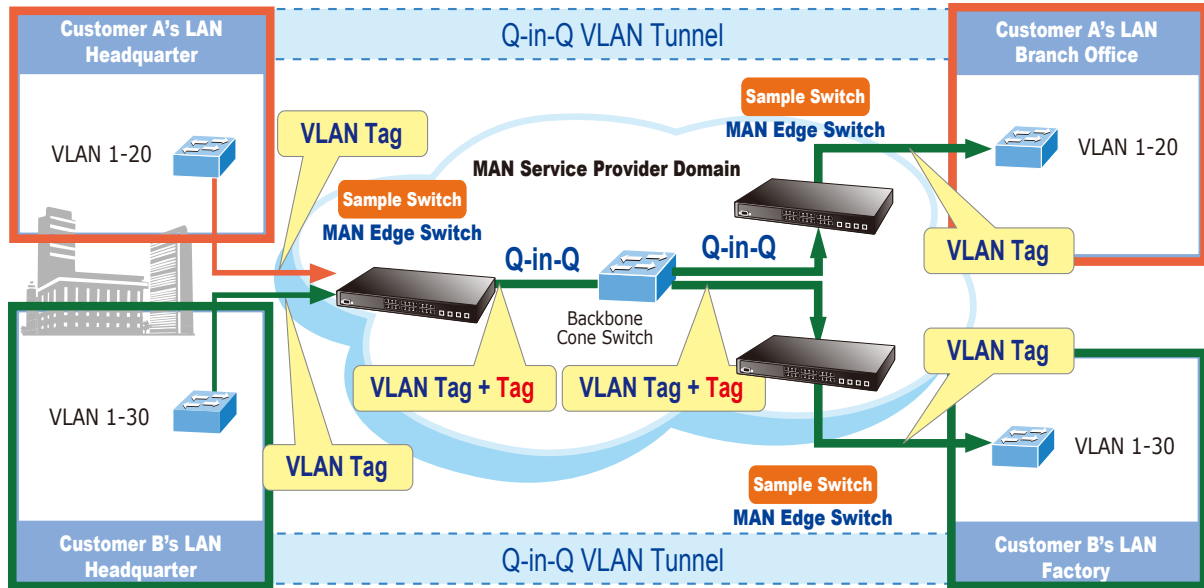 Customer A's LAN
Headquarter
Q-in-Q VLAN Tunnel
Customer A's LAN
Branch Office
VLAN 1-20
VLAN Tag
Sample Switch
MAN Edge Switch
VLAN 1-20
MAN Service Provider Domain
Sample Switch
MAN Edge Switch
Q-in-Q
Q-in-Q
VLAN Tag
Backbone
Cone Switch
VLAN Tag
VLAN Tag + Tag
VLAN Tag + Tag
VLAN 1-30
VLAN 1-30
VLAN Tag
Sample Switch
MAN Edge Switch
Customer B's LAN
Headquarter
Q-in-Q VLAN Tunnel
Customer B's LAN
Factory